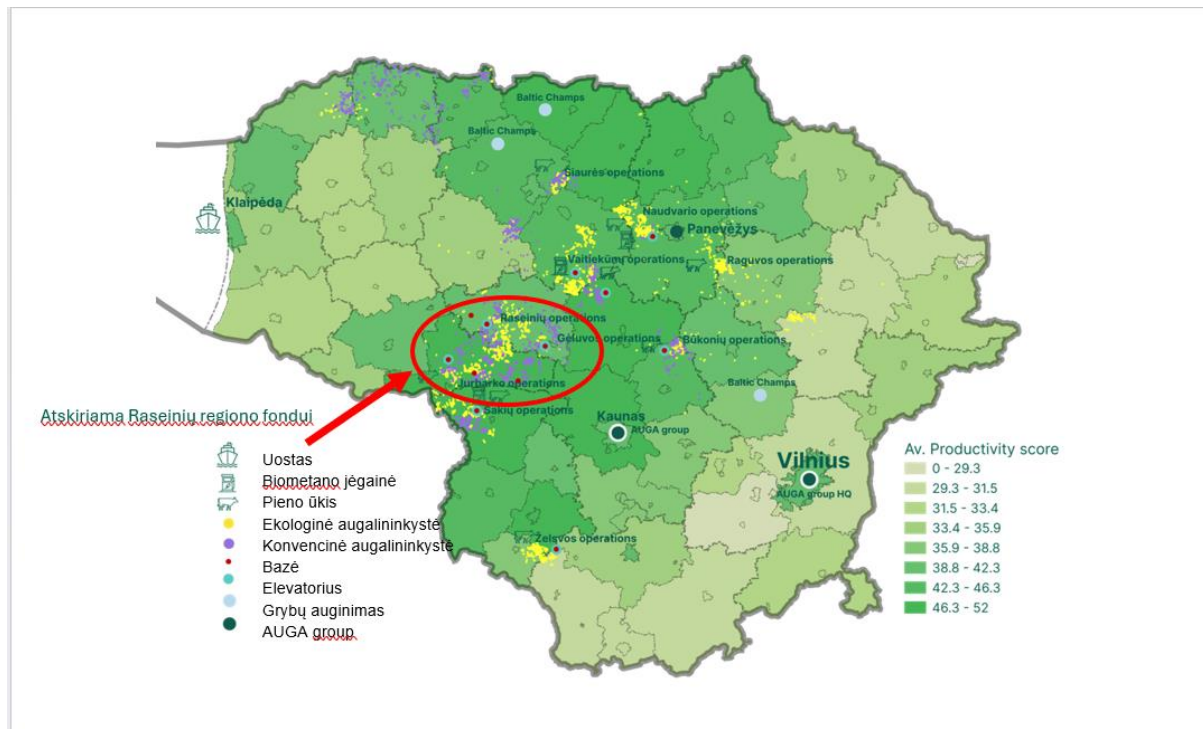 Baltic Champs
Baltic Champs
Šiaurės operations
Klaipėda
Naudvario operations
Panevėžys
Vaitiekūnų operations
Raguvos operations
Raseinių operations
Gėluvos operations
Būkonių operations
Jurbarko operations
Baltic Champs
Šakių operations
Kaunas
AUGA group
Vilnius
AUGA group HQ
Želsvos operations
Atskiriama Raseinių regiono fondui
Uostas
Biometano jėgainė
Pieno ūkis
Ekologinė augalininkystė
Konvencinė augalininkystė
Bazė
Elevatorius
Grybų auginimas
AUGA group
Av. Productivity score
0 - 29.3
29.3 - 31.5
31.5 - 33.4
33.4 - 35.9
35.9 - 38.8
38.8 - 42.3
42.3 - 46.3
46.3 - 52